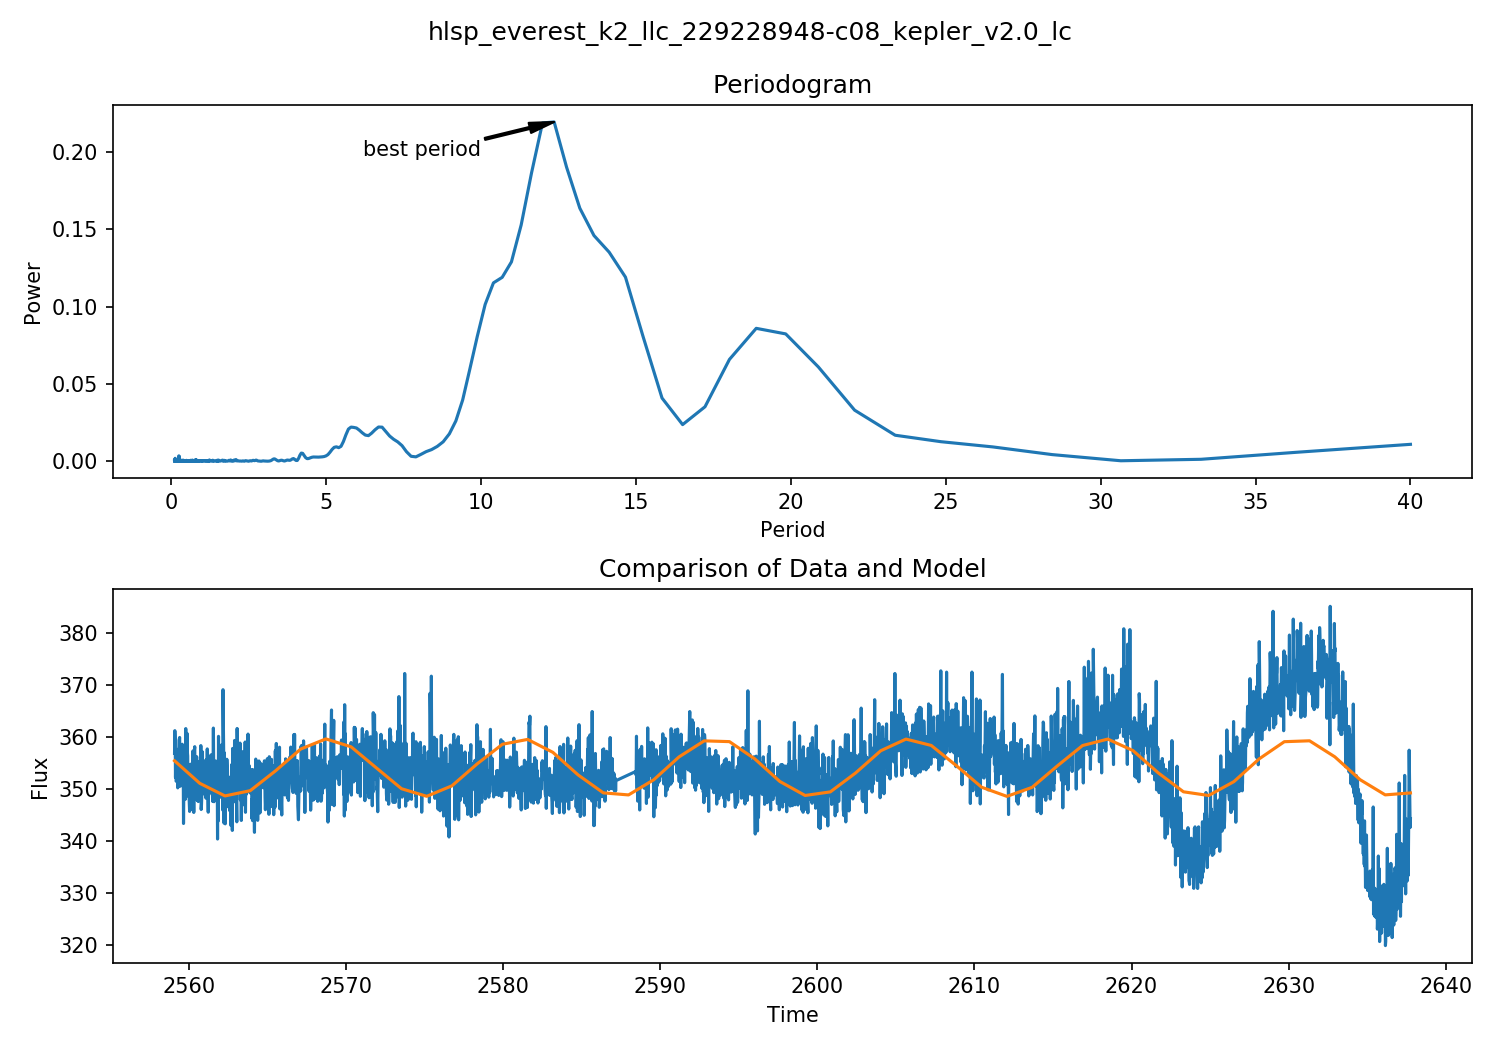 hlsp_everest_k2_llc_229228948-c08_kepler_v2.0_lc
Periodogram
best period
0.20
0.15
0.10
0.05
0.00
Power
0 5 10 15 20 25 30 35 40
Period
Comparison of Data and Model
380
370
360
350
340
330
320
Flux
2560 2570 2580 2590 2600 2610 2620 2630 2640
Time